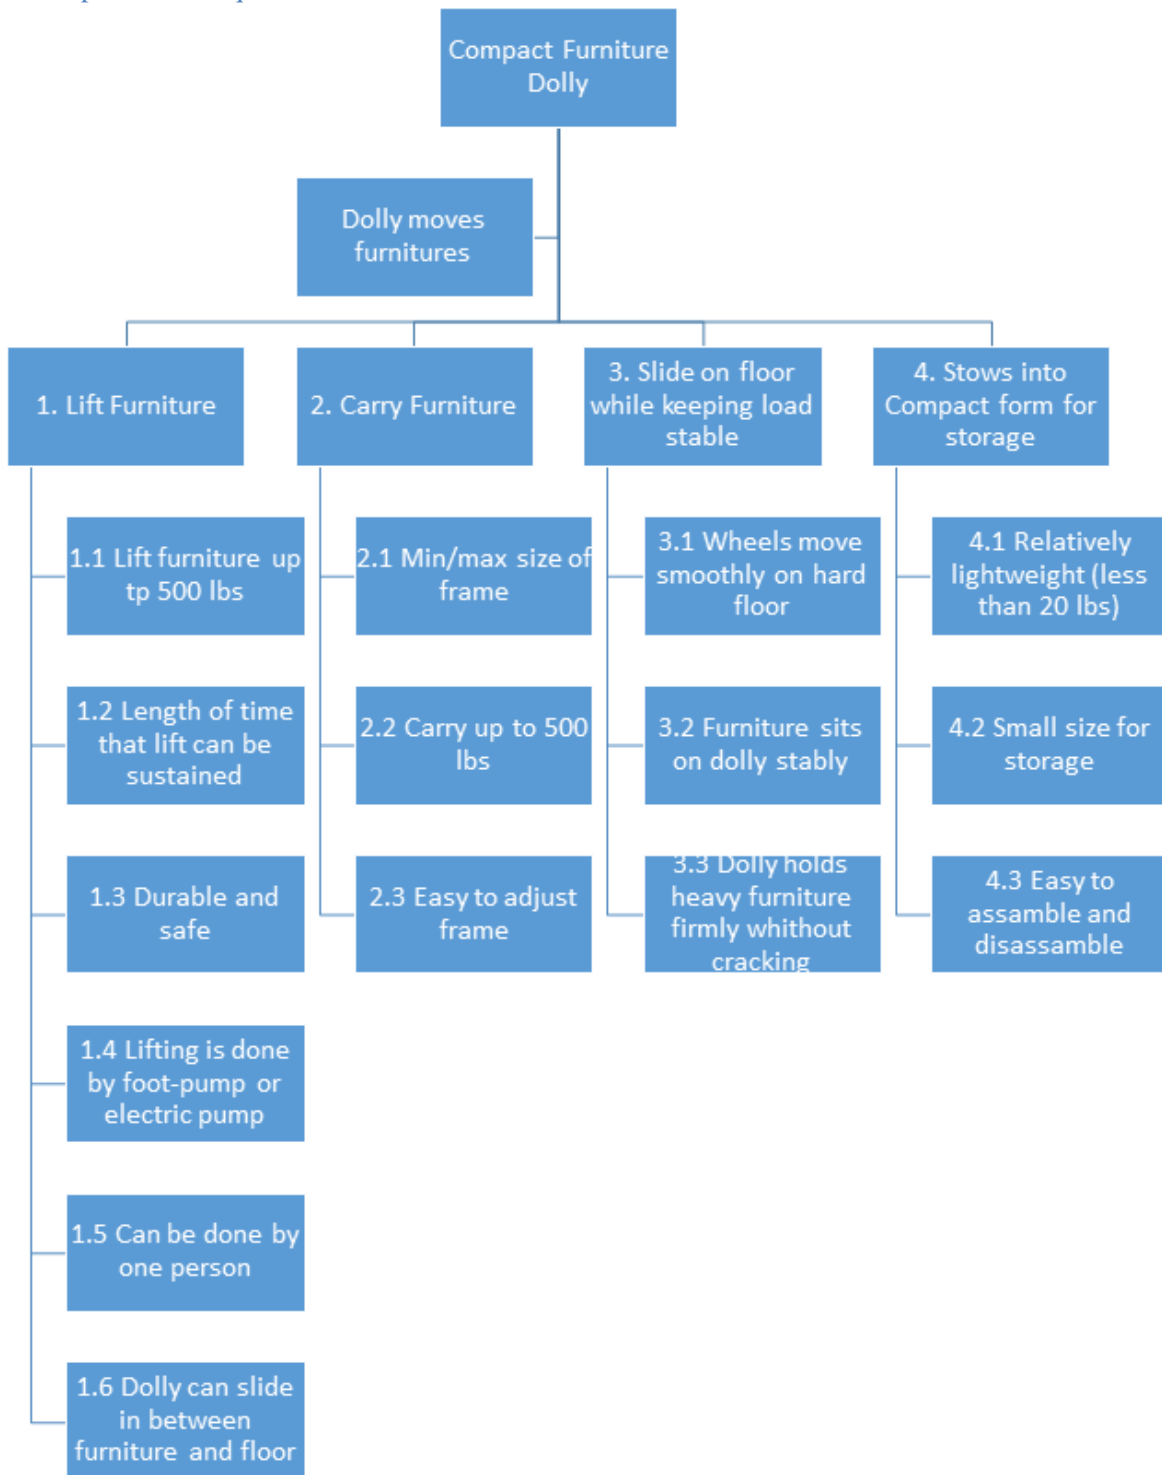 Compact Furniture
Dolly
Dolly moves
furnitures
1. Lift Furniture
2. Carry Furniture
3. Slide on floor
while keeping load
stable
4. Stows into
Compact form for
storage
1.1 Lift furniture up
tp 500 lbs
1.2 Length of time
that lift can be
sustained
1.3 Durable and
safe
1.4 Lifting is done
by foot-pump or
electric pump
1.5 Can be done by
one person
1.6 Dolly can slide
in between
furniture and floor
2.1 Min/max size of
frame
2.2 Carry up to 500
lbs
2.3 Easy to adjust
frame
3.1 Wheels move
smoothly on hard
floor
3.2 Furniture sits
on dolly stably
3.3 Dolly holds
heavy furniture
firmly whithout
cracking
4.1 Relatively
lightweight (less
than 20 lbs)
4.2 Small size for
storage
4.3 Easy to
assamble and
disassamble